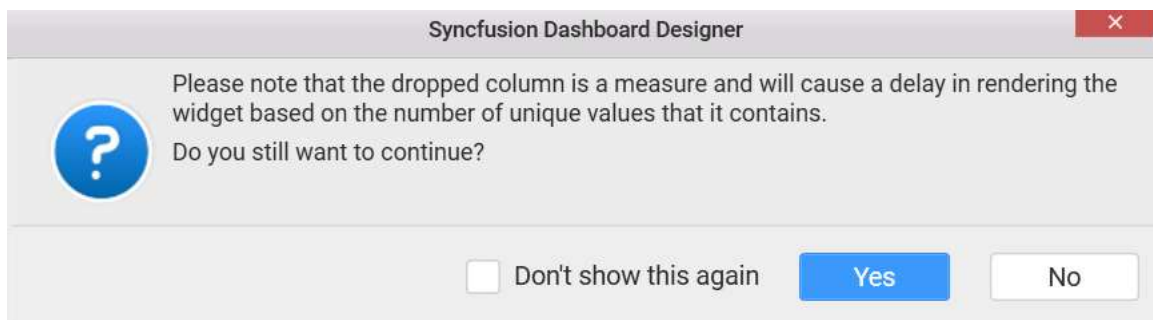 Syncfusion Dashboard Designer
Please note that the dropped column is a measure and will cause a delay in rendering the
widget based on the number of unique values that it contains.
Do you still want to continue?
Don't show this again
Yes
No